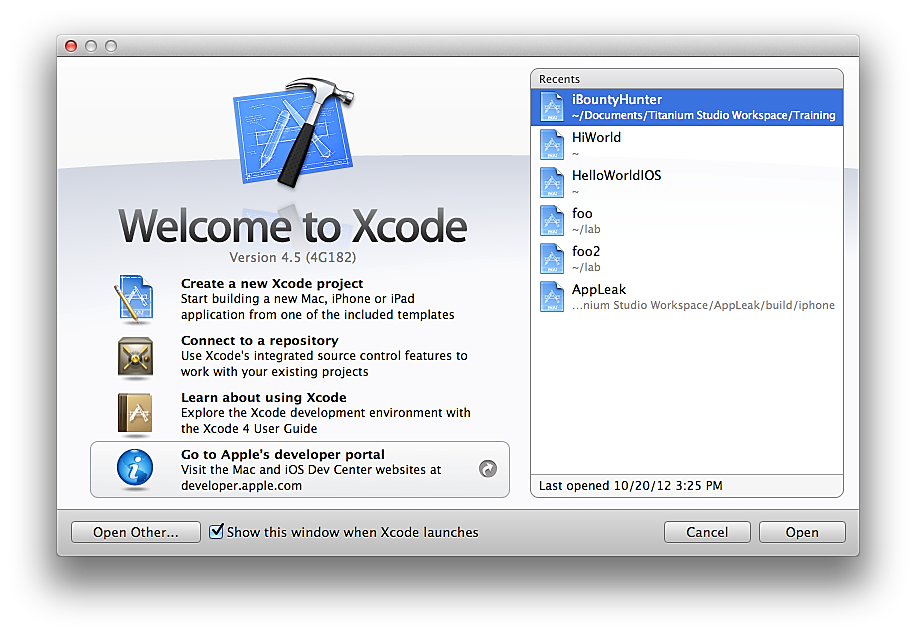 Welcome to Xcode
Version 4.5 (4G182)
Create a new Xcode project
Start building a new Mac, iPhone or iPad
application from one of the included templates
Connect to a repository
Use Xcode's integrated source control features to
work with your existing projects
Learn about using Xcode
Explore the Xcode development environment with
the Xcode 4 User Guide
Go to Apple's developer portal
Visit the Mac and iOS Dev Center websites at
developer.apple.com
Recents
iBountyHunter
~/Documents/Titanium Studio Workspace/Training
HiWorld
~
HelloWorldIOS
~
foo
~/lab
foo2
~/lab
AppLeak
...nium Studio Workspace/AppLeak/build/iphone
Last opened 10/20/12 3:25 PM
Open Other...
Show this window when Xcode launches
Cancel
Open